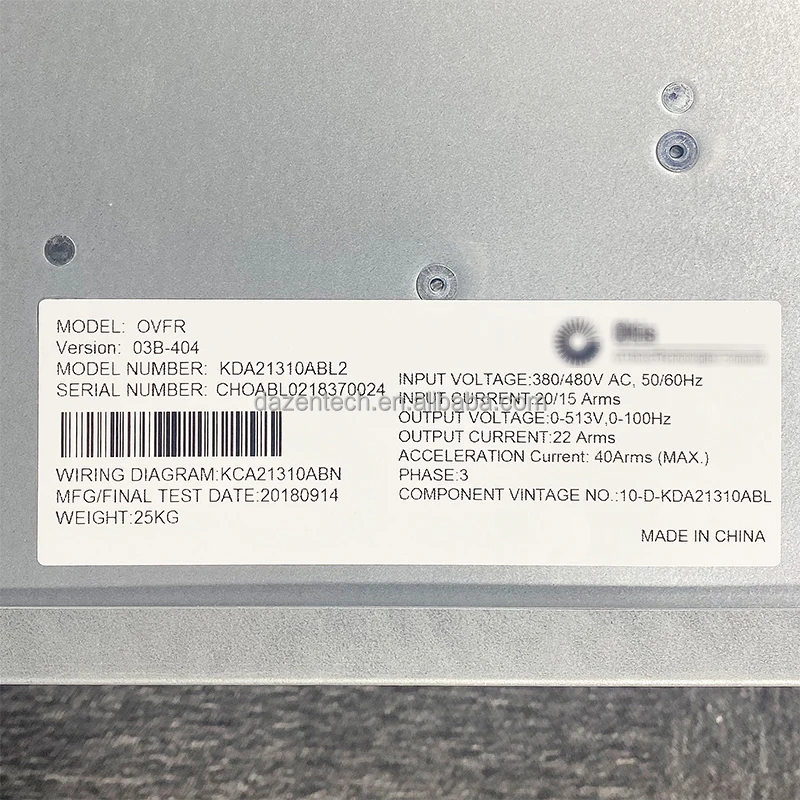 MODEL: OVFR
Version: 03B-404
MODEL NUMBER: KDA21310ABL2
SERIAL NUMBER: CHOABL0218370024
WIRING DIAGRAM:KCA21310ABN
MFG/FINAL TEST DATE:20180914
WEIGHT:25KG
Otis
INPUT VOLTAGE:380/480V AC, 50/60Hz
INPUT CURRENT:20/15 Arms
dazentech.en.alibaba.com
OUTPUT VOLTAGE:0-513V,0-100Hz
OUTPUT CURRENT:22 Arms
ACCELERATION Current: 40Arms (MAX.)
PHASE:3
COMPONENT VINTAGE NO.:10-D-KDA21310ABL
MADE IN CHINA